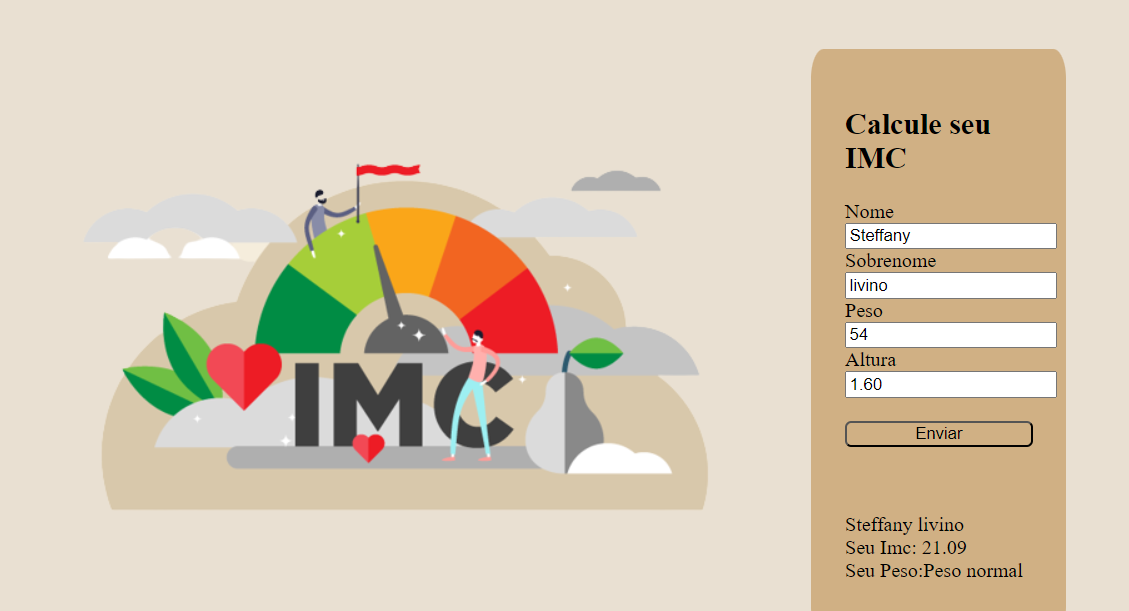 IMC
Calcule seu
IMC
Nome
Steffany
Sobrenome
livino
Peso
54
Altura
1.60
Enviar
Steffany livino
Seu Imc: 21.09
Seu Peso:Peso normal